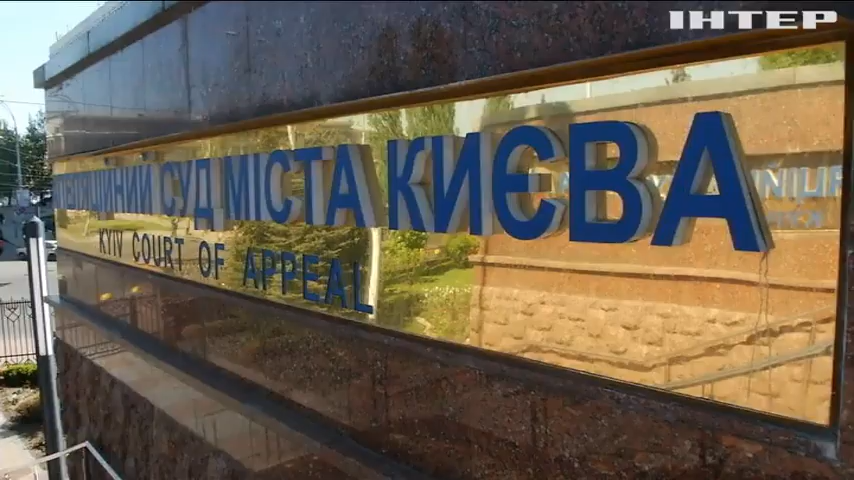 ІНТЕР
АПЕЛЯЦІЙНИЙ СУД МІСТА КИЄВА
KYIV COURT OF APPEAL